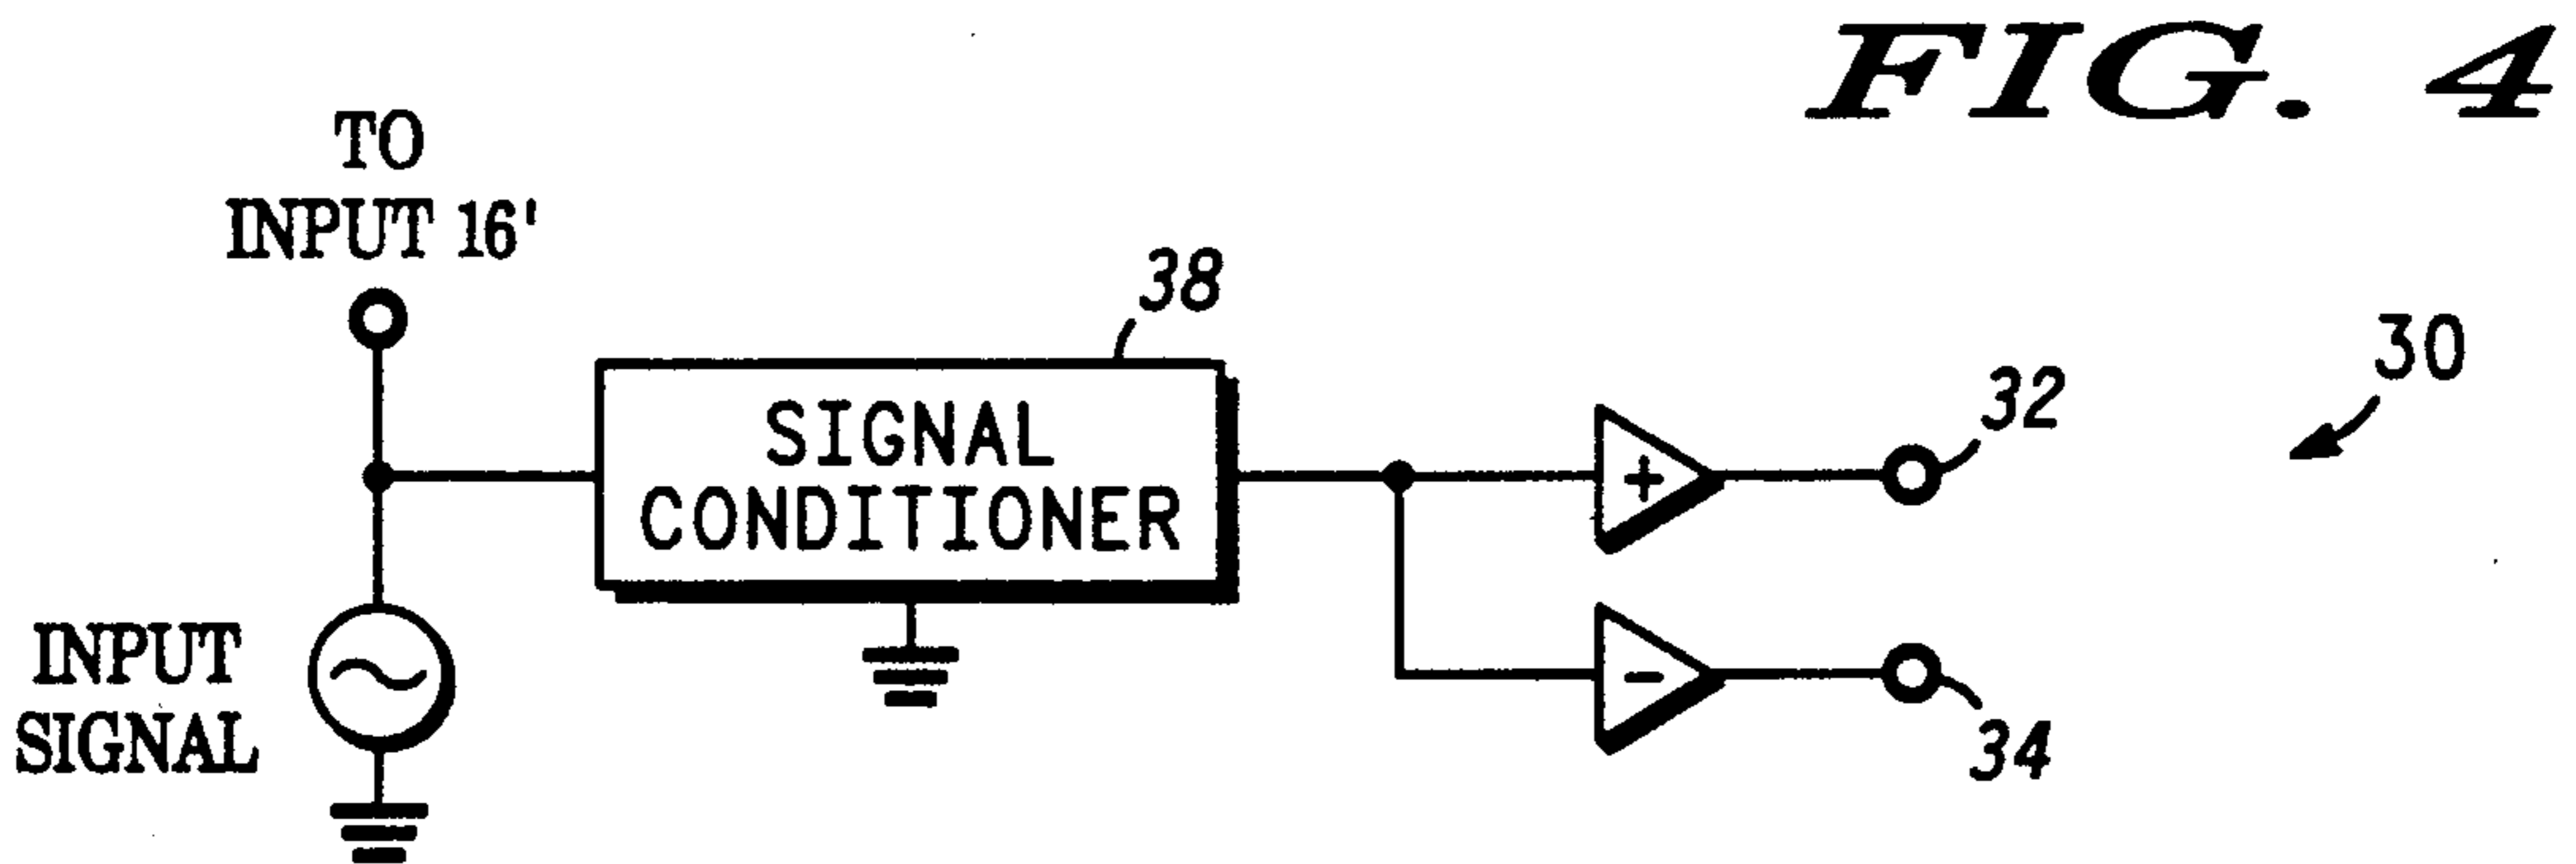 FIG. 4
TO
INPUT 16'
38
SIGNAL
CONDITIONER
30
32
+
-
34
INPUT
SIGNAL